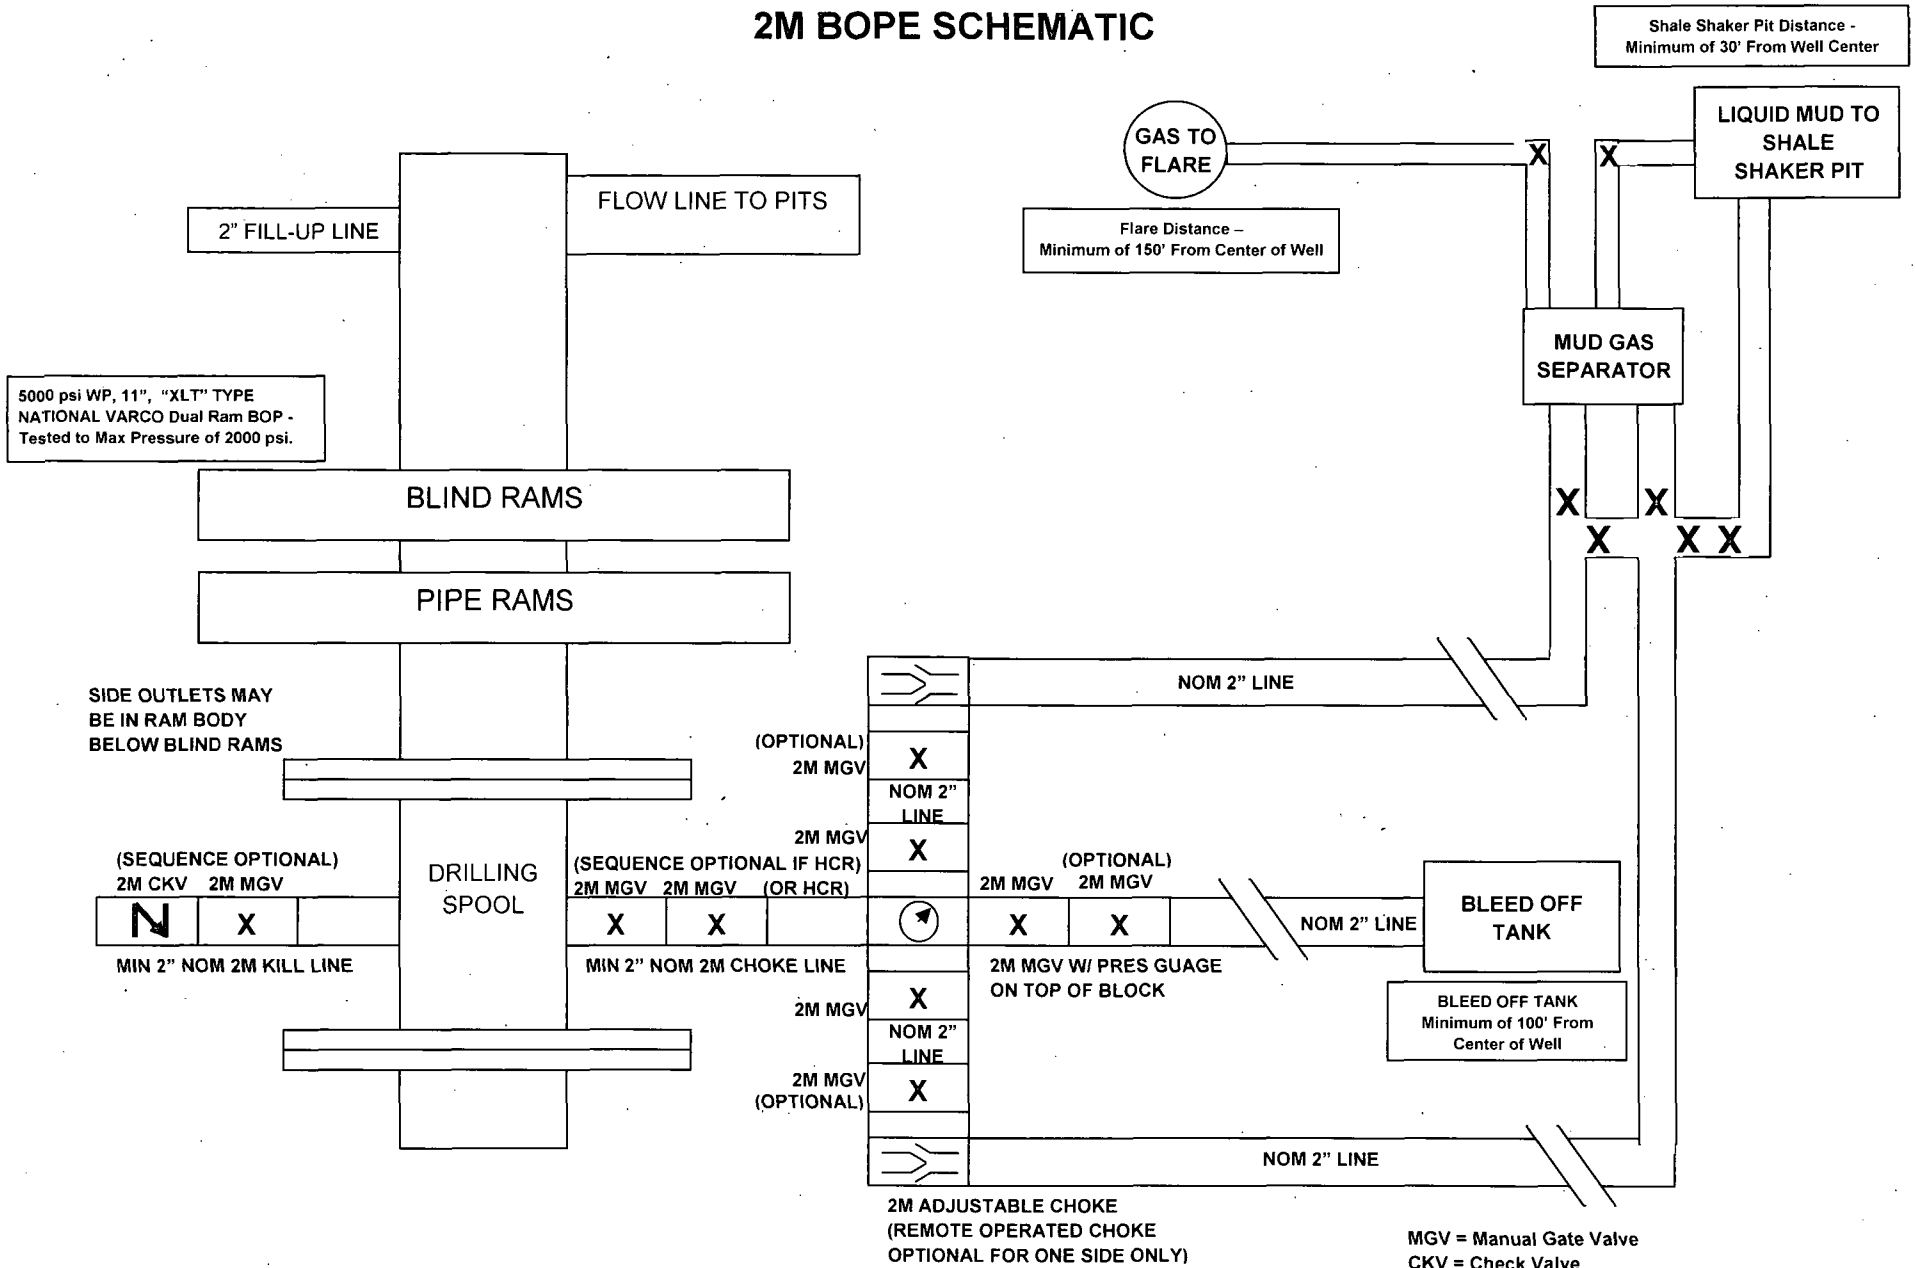 2M BOPE SCHEMATIC
Shale Shaker Pit Distance -
Minimum of 30' From Well Center
GAS TO
FLARE
X
X
LIQUID MUD TO
SHALE
SHAKER PIT
2" FILL-UP LINE
FLOW LINE TO PITS
Flare Distance –
Minimum of 150' From Center of Well
MUD GAS
SEPARATOR
5000 psi WP, 11", "XLT" TYPE
NATIONAL VARCO Dual Ram BOP -
Tested to Max Pressure of 2000 psi.
BLIND RAMS
X
X
X
X X
PIPE RAMS
NOM 2" LINE
SIDE OUTLETS MAY
BE IN RAM BODY
BELOW BLIND RAMS
(OPTIONAL)
2M MGV
X
NOM 2"
LINE
2M MGV
X
(SEQUENCE OPTIONAL)
2M CKV 2M MGV
X
MIN 2" NOM 2M KILL LINE
DRILLING
SPOOL
(SEQUENCE OPTIONAL IF HCR)
2M MGV 2M MGV (OR HCR)
X X
MIN 2" NOM 2M CHOKE LINE
(OPTIONAL)
2M MGV 2M MGV
X X
2M MGV W/ PRES GUAGE
ON TOP OF BLOCK
NOM 2" LINE
BLEED OFF
TANK
BLEED OFF TANK
Minimum of 100' From
Center of Well
2M MGV
X
NOM 2"
LINE
2M MGV
(OPTIONAL)
X
NOM 2" LINE
2M ADJUSTABLE CHOKE
(REMOTE OPERATED CHOKE
OPTIONAL FOR ONE SIDE ONLY)
MGV = Manual Gate Valve
CKV = Check Valve